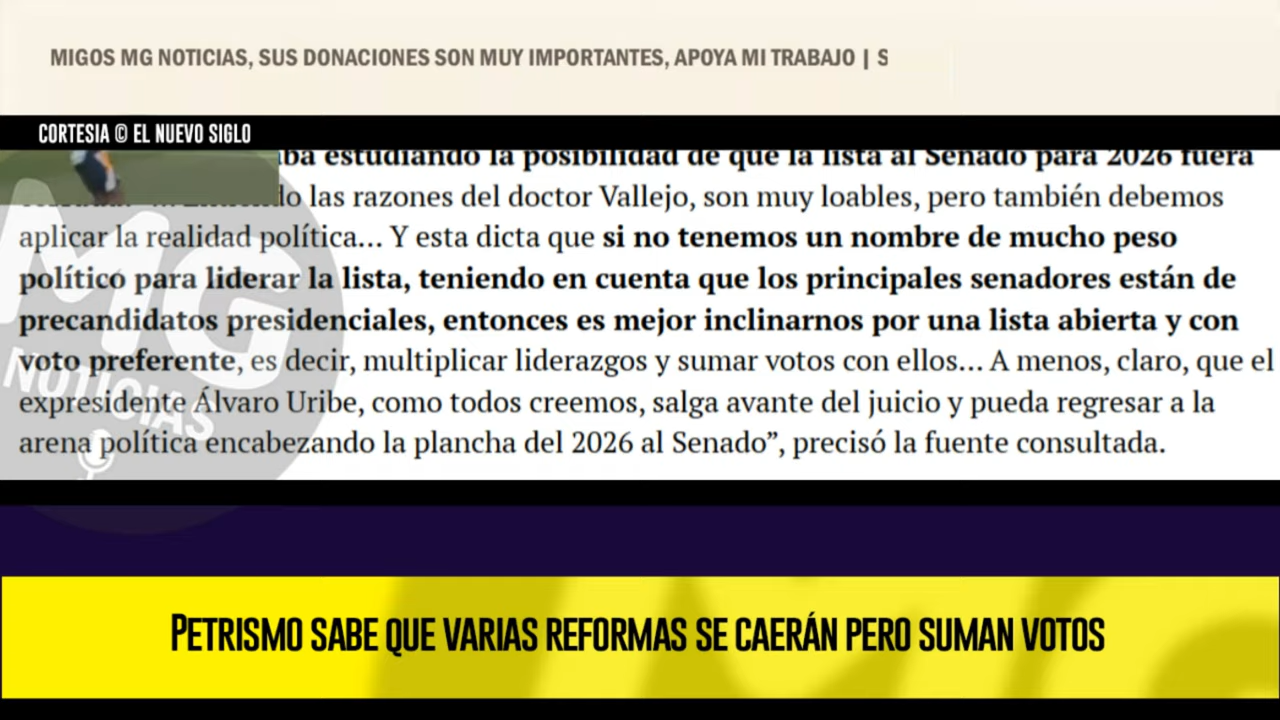 MIGOS MG NOTICIAS, SUS DONACIONES SON MUY IMPORTANTES, APOYA MI TRABAJO | S
CORTESIA © EL NUEVO SIGLO
estudiando la posibilidad de que la lista al Senado para 2026 fuera
las razones del doctor Vallejo, son muy loables, pero también debemos
aplicar la realidad política... Y esta dicta que si no tenemos un nombre de mucho peso
político para liderar la lista, teniendo en cuenta que los principales senadores están de
precandidatos presidenciales, entonces es mejor inclinarnos por una lista abierta y con
voto preferente, es decir, multiplicar liderazgos y sumar votos con ellos... A menos, claro, que el
expresidente Álvaro Uribe, como todos creemos, salga avante del juicio y pueda regresar a la
arena política encabezando la plancha del 2026 al Senado”, precisó la fuente consultada.
MG
NOTICIAS
PETRISMO SABE QUE VARIAS REFORMAS SE CAERÁN PERO SUMAN VOTOS